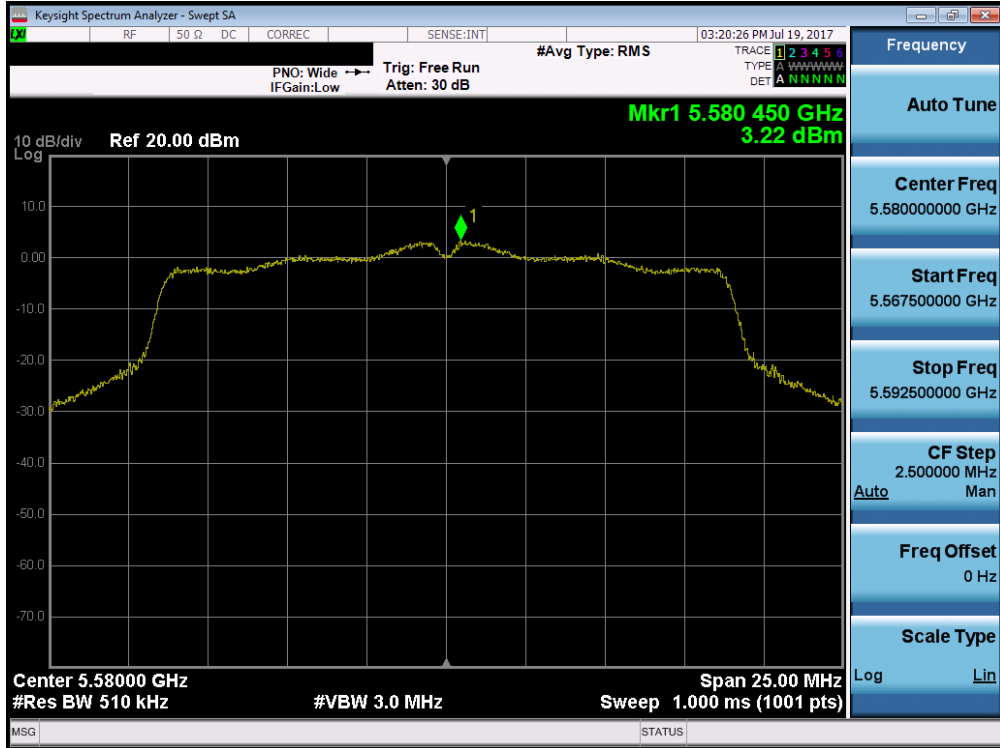 Keysight Spectrum Analyzer - Swept SA
LXI RF 50 Ω DC CORREC SENSE:INT 03:20:26 PM Jul 19, 2017
#Avg Type: RMS TRACE 1 2 3 4 5 6
TYPE A WWWWW
DET A N N N N N
PNO: Wide Trig: Free Run
IFGain:Low Atten: 30 dB
Mkr1 5.580 450 GHz
3.22 dBm
10 dB/div Ref 20.00 dBm
Log
1
10.0
0.00
-10.0
-20.0
-30.0
-40.0
-50.0
-60.0
-70.0
Center 5.58000 GHz Span 25.00 MHz
#Res BW 510 kHz #VBW 3.0 MHz Sweep 1.000 ms (1001 pts)
MSG STATUS
Frequency
Auto Tune
Center Freq
5.580000000 GHz
Start Freq
5.567500000 GHz
Stop Freq
5.592500000 GHz
CF Step
2.500000 MHz
Auto Man
Freq Offset
0 Hz
Scale Type
Log Lin